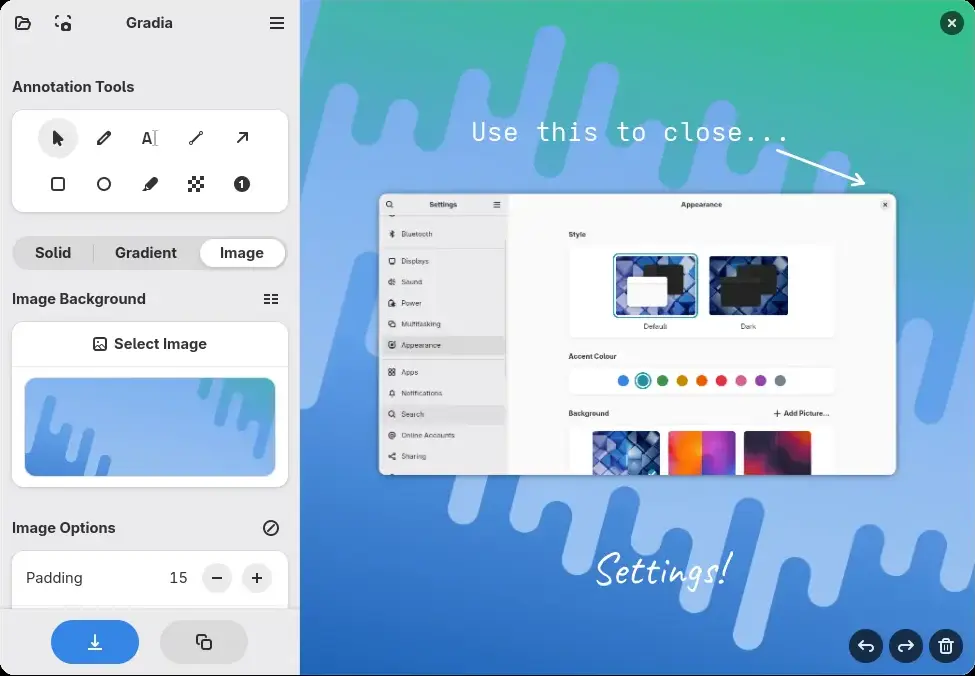 Gradia
Annotation Tools
A
1
Solid
Gradient
Image
Image Background
Select Image
Image Options
Padding
15
Use this to close...
Settings
Appearance
Bluetooth
Displays
Sound
Power
Multitasking
Appearance
Apps
Notifications
Search
Online Accounts
Sharing
Style
Default
Dark
Accent Colour
Background
Add Picture...
Settings!